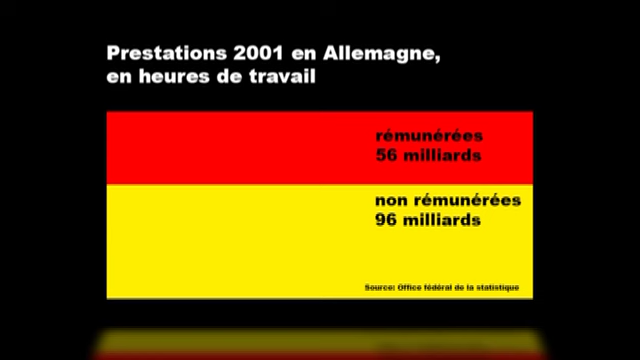 Prestations 2001 en Allemagne,
en heures de travail
rémunérées
56 milliards
non rémunérées
96 milliards
Source: Office fédéral de la statistique